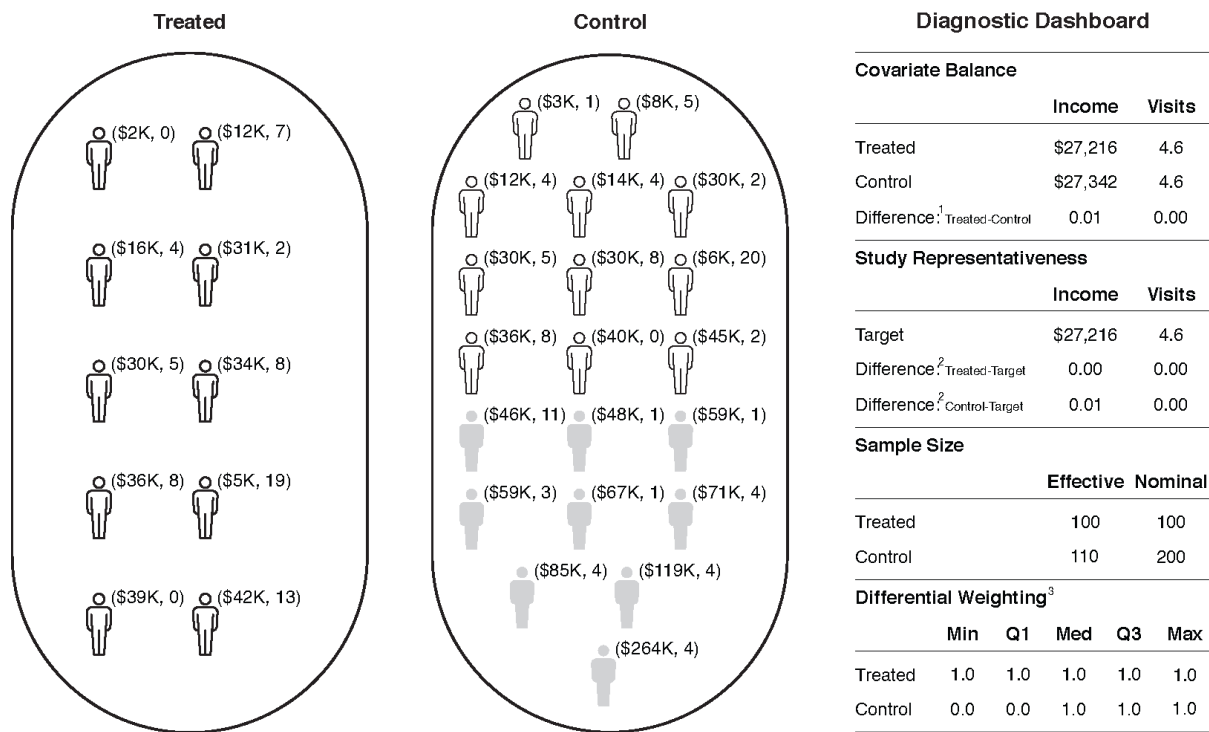 Treated
($2K, 0) ($12K, 7)
($16K, 4) ($31K, 2)
($30K, 5) ($34K, 8)
($36K, 8) ($5K, 19)
($39K, 0) ($42K, 13)
Control
($3K, 1) ($8K, 5)
($12K, 4) ($14K, 4) ($30K, 2)
($30K, 5) ($30K, 8) ($6K, 20)
($36K, 8) ($40K, 0) ($45K, 2)
($46K, 11) ($48K, 1) ($59K, 1)
($59K, 3) ($67K, 1) ($71K, 4)
($85K, 4) ($119K, 4)
($264K, 4)
Diagnostic Dashboard
Covariate Balance
Income Visits
Treated $27,216 4.6
Control $27,342 4.6
Difference:1 Treated-Control 0.01 0.00
Study Representativeness
Income Visits
Target $27,216 4.6
Difference:2 Treated-Target 0.00 0.00
Difference:2 Control-Target 0.01 0.00
Sample Size
Effective Nominal
Treated 100 100
Control 110 200
Differential Weighting3
Min Q1 Med Q3 Max
Treated 1.0 1.0 1.0 1.0 1.0
Control 0.0 0.0 1.0 1.0 1.0